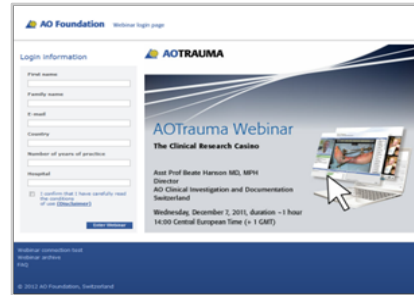 AO Foundation Webinar login page
Login information
First name
Family name
E-mail
Country
Number of years of practice
Hospital
I confirm that I have carefully read
the conditions
of use (Disclaimer)
Enter Webinar
AOTRAUMA
AOTrauma Webinar
The Clinical Research Casino
Asst Prof Beate Hanson MD, MPH
Director
AO Clinical Investigation and Documentation
Switzerland
Wednesday, December 7, 2011, duration ~1 hour
14:00 Central European Time (+ 1 GMT)
Webinar connection test
Webinar archive
FAQ
© 2012 AO Foundation, Switzerland